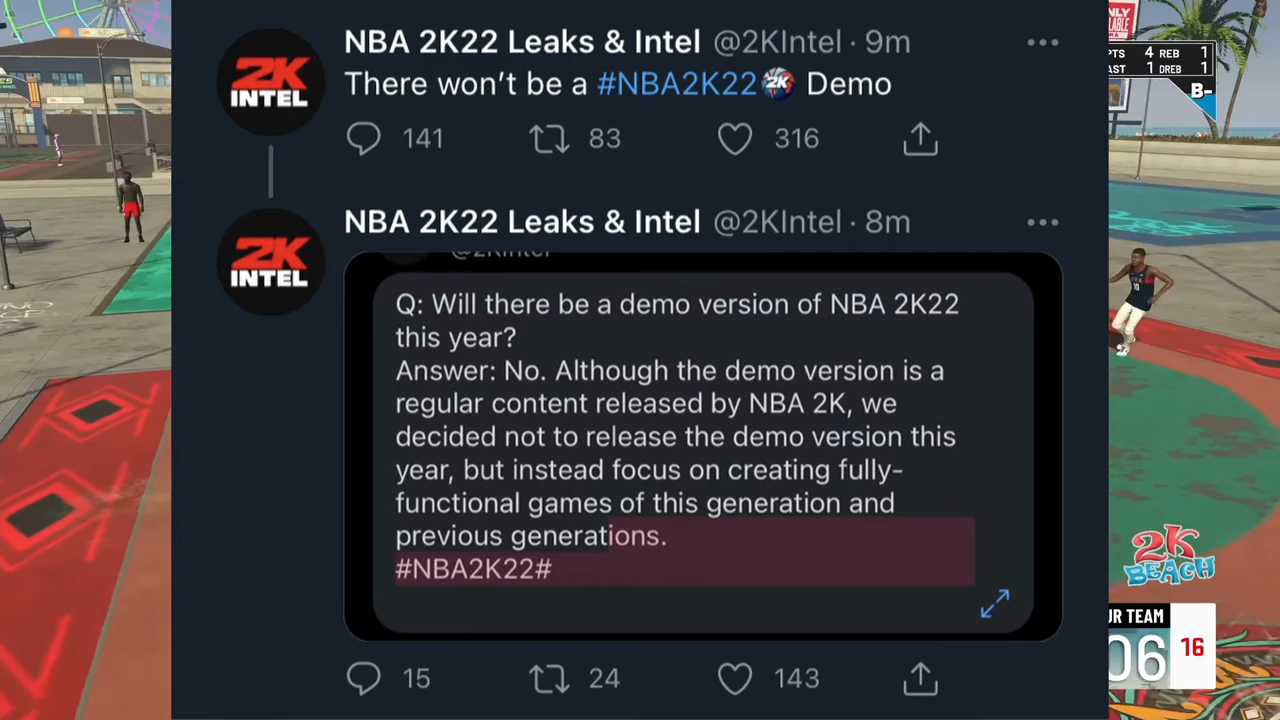 NBA 2K22 Leaks & Intel @2KIntel · 9m
There won't be a #NBA2K22 Demo
141 83 316
2K
INTEL
NBA 2K22 Leaks & Intel @2KIntel · 8m
2K
INTEL
@2KIntel
Q: Will there be a demo version of NBA 2K22
this year?
Answer: No. Although the demo version is a
regular content released by NBA 2K, we
decided not to release the demo version this
year, but instead focus on creating fully-
functional games of this generation and
previous generations.
#NBA2K22#
15 24 143
PTS 4 REB 1
AST 1 DREB 1
B-
2K
BEACH
UR TEAM
06 16